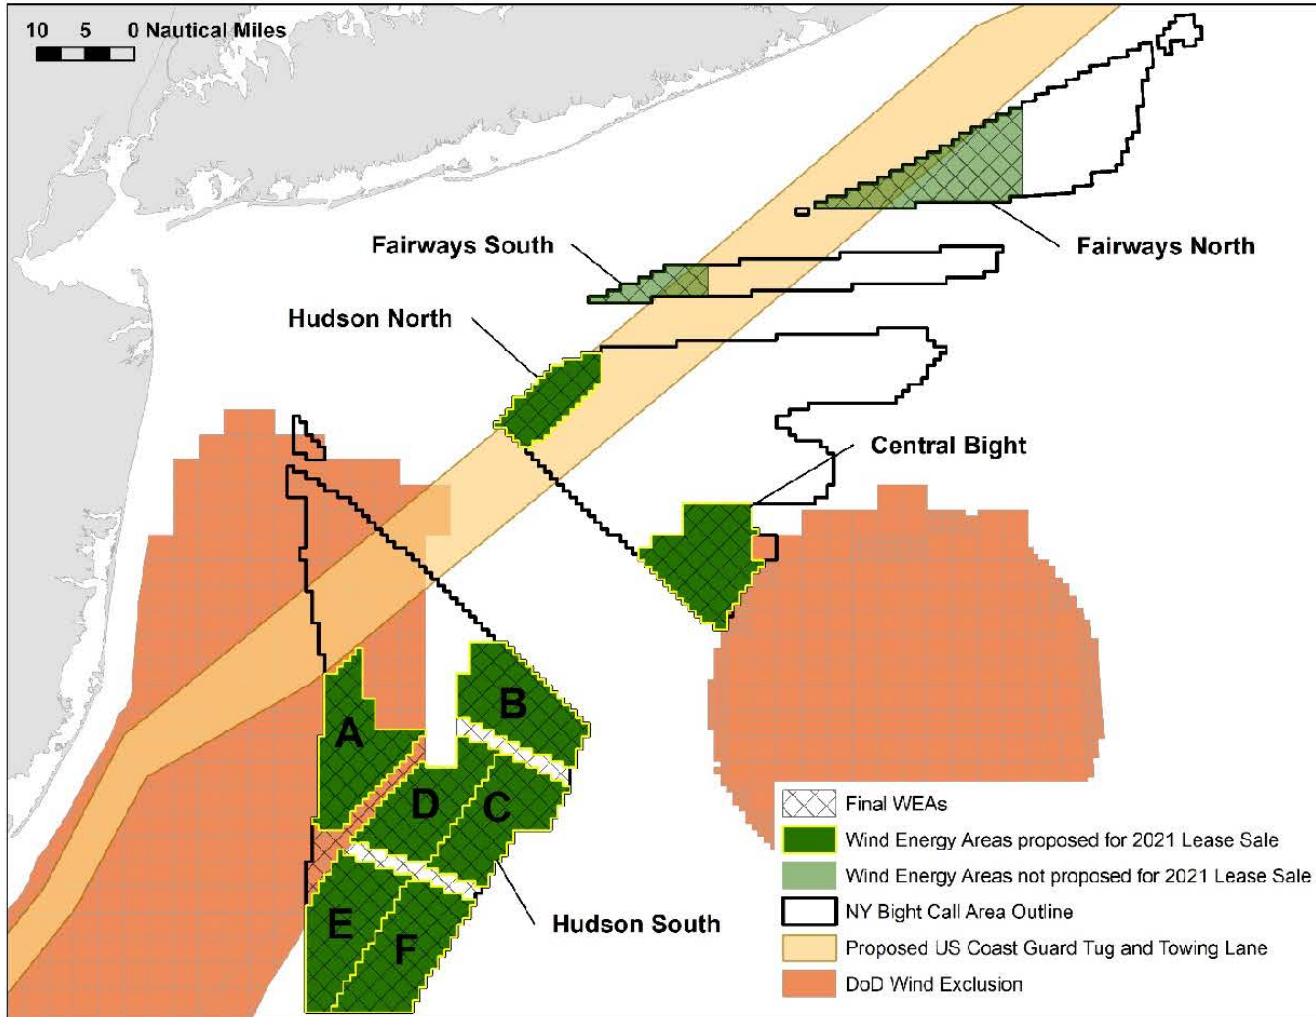 10 5 0 Nautical Miles
Fairways South
Fairways North
Hudson North
Central Bight
A
B
D
C
E
F
Hudson South
Final WEAs
Wind Energy Areas proposed for 2021 Lease Sale
Wind Energy Areas not proposed for 2021 Lease Sale
NY Bight Call Area Outline
Proposed US Coast Guard Tug and Towing Lane
DoD Wind Exclusion